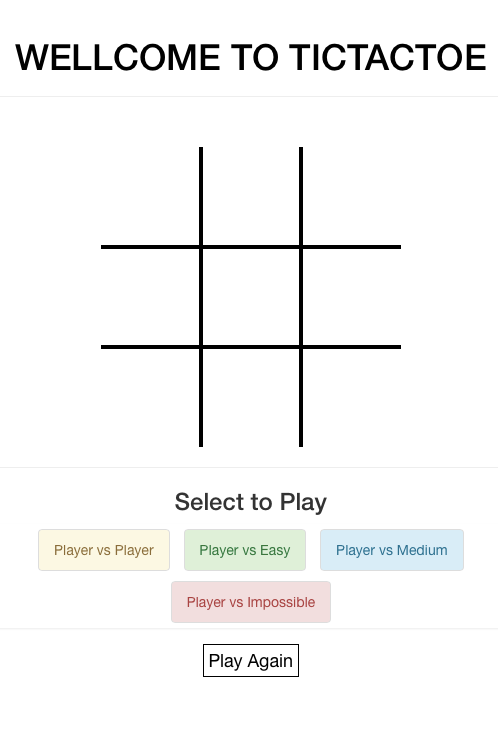 WELLCOME TO TICTACTOE
Select to Play
Player vs Player Player vs Easy Player vs Medium
Player vs Impossible
Play Again